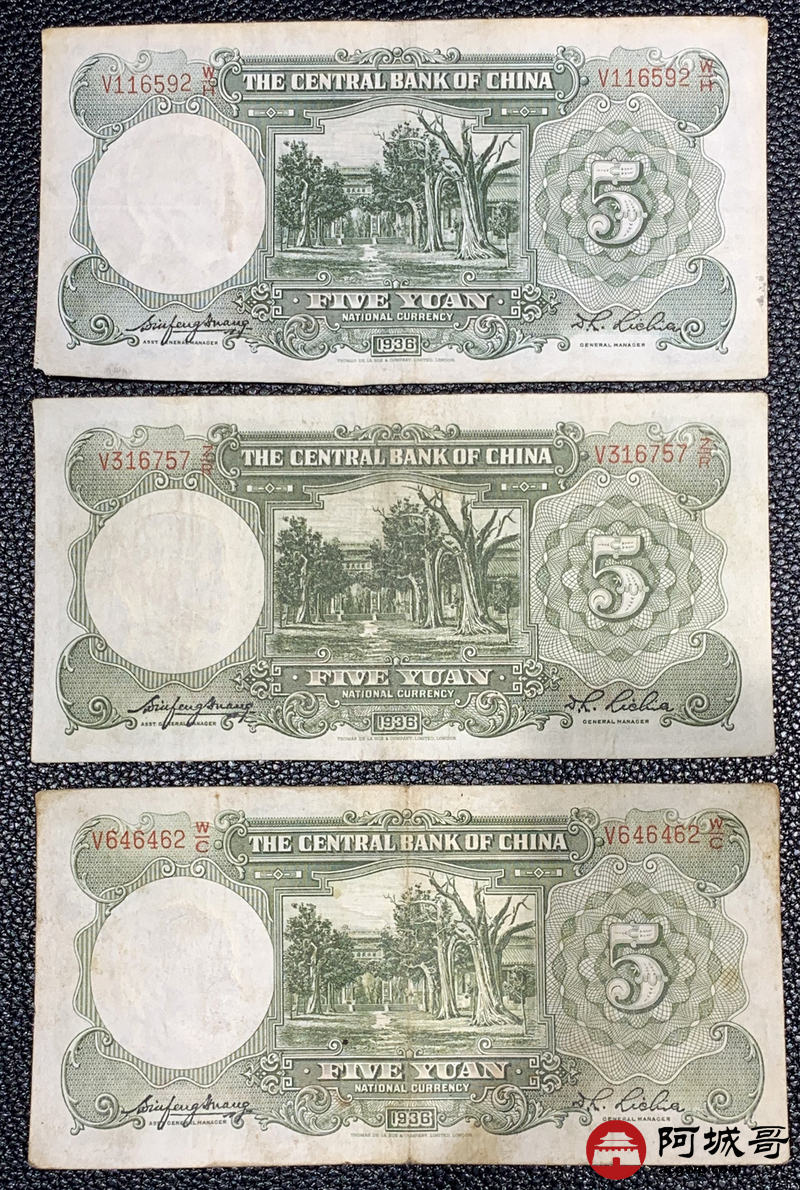 V116592 W/H THE CENTRAL BANK OF CHINA V116592 W/H
5
FIVE YUAN
NATIONAL CURRENCY
ASST. GENERAL MANAGER
GENERAL MANAGER
1936
THOMAS DE LA RUE & COMPANY, LIMITED, LONDON.
V316757 Z/R THE CENTRAL BANK OF CHINA V316757 Z/R
5
FIVE YUAN
NATIONAL CURRENCY
ASST. GENERAL MANAGER
GENERAL MANAGER
1936
THOMAS DE LA RUE & COMPANY, LIMITED, LONDON.
V646462 W/C THE CENTRAL BANK OF CHINA V646462 W/C
5
FIVE YUAN
NATIONAL CURRENCY
ASST. GENERAL MANAGER
GENERAL MANAGER
1936
THOMAS DE LA RUE & COMPANY, LIMITED, LONDON.
阿城哥